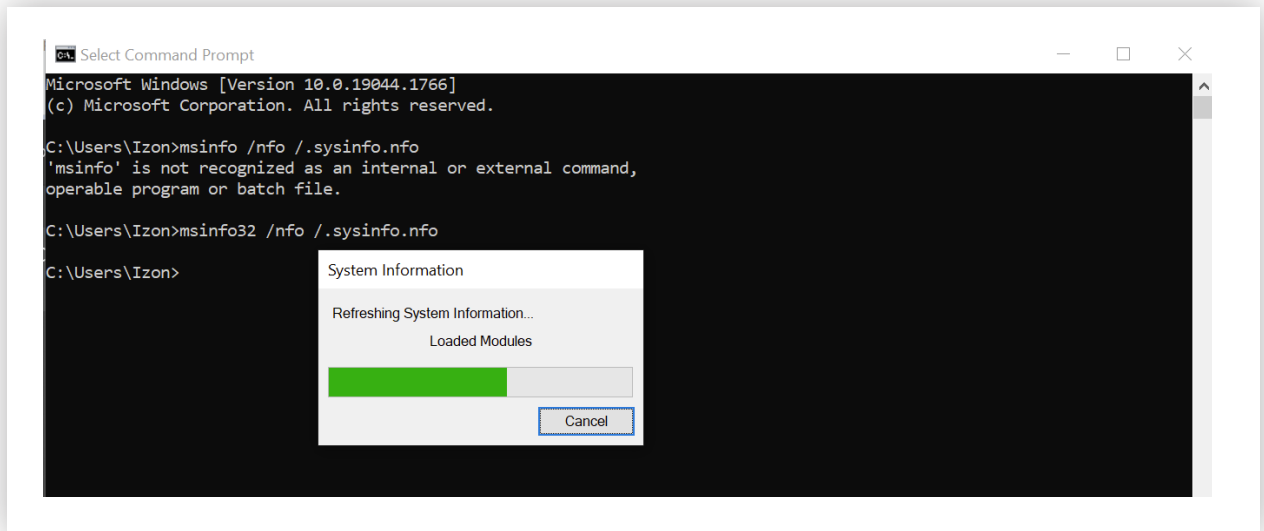 Select Command Prompt
Microsoft Windows [Version 10.0.19044.1766]
(c) Microsoft Corporation. All rights reserved.
C:\Users\Izon>msinfo /nfo /.sysinfo.nfo
'msinfo' is not recognized as an internal or external command,
operable program or batch file.
C:\Users\Izon>msinfo32 /nfo /.sysinfo.nfo
C:\Users\Izon>
System Information
Refreshing System Information...
Loaded Modules
Cancel